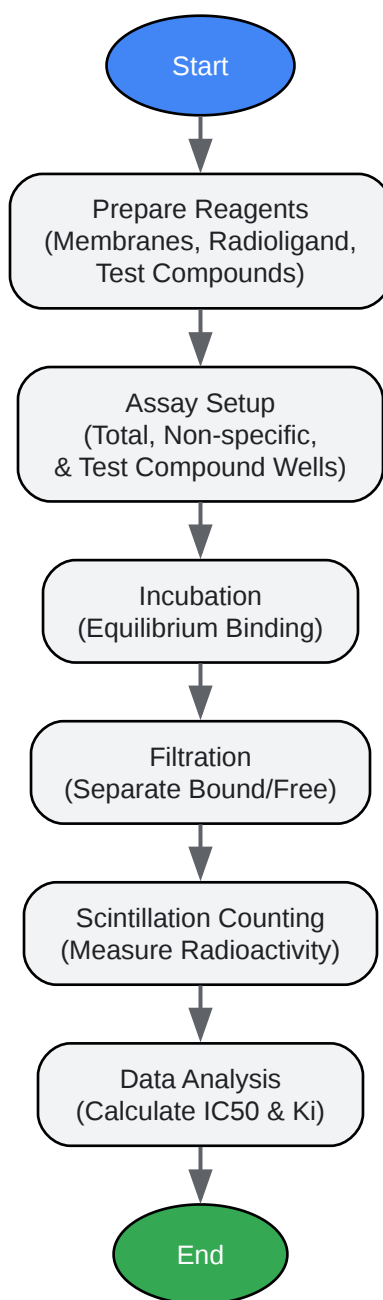 Start
Prepare Reagents
(Membranes, Radioligand,
Test Compounds)
Assay Setup
(Total, Non-specific,
& Test Compound Wells)
Incubation
(Equilibrium Binding)
Filtration
(Separate Bound/Free)
Scintillation Counting
(Measure Radioactivity)
Data Analysis
(Calculate IC50 & Ki)
End